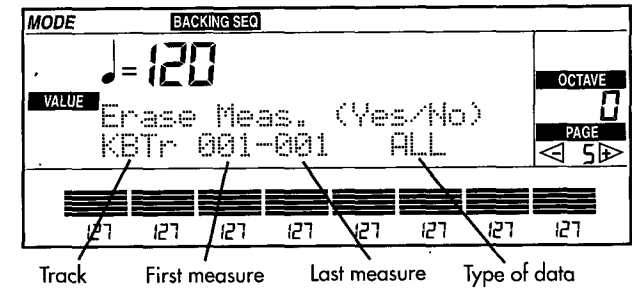 MODE BACKING SEQ
♩=120
OCTAVE
0
VALUE Erase Meas. (Yes/No)
KBTr 001-001 ALL
PAGE
- 5 +
127 127 127 127 127 127 127 127
Track First measure Last measure Type of data